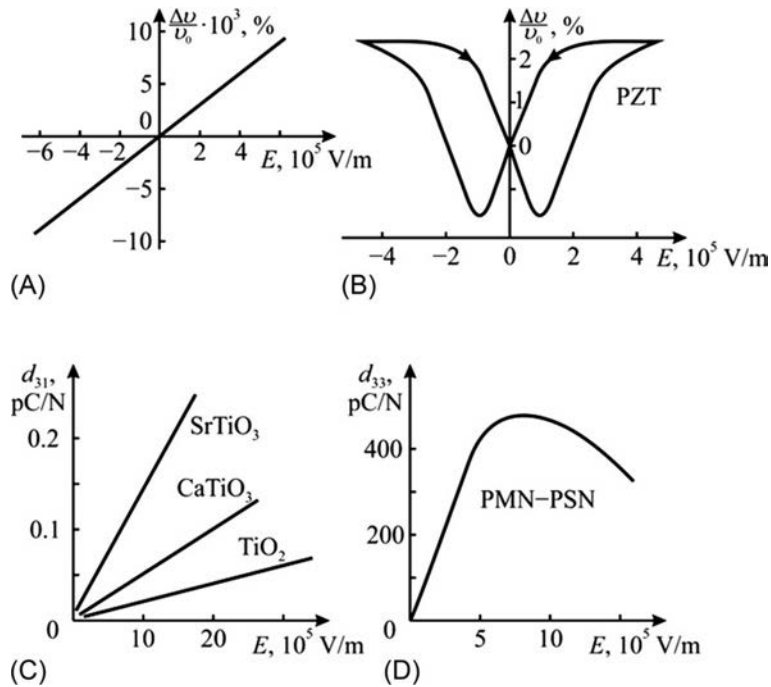 10
Δυ/υ₀ · 10³, %
5
0
−6 −4 −2 2 4
E, 10⁵ V/m
−5
−10
(A)
Δυ/υ₀, %
2
1
0
PZT
−4 −2 0 2 4 E, 10⁵ V/m
(B)
d₃₁,
pC/N
0.2
0.1
0
SrTiO₃
CaTiO₃
TiO₂
10 20 E, 10⁵ V/m
(C)
d₃₃,
pC/N
400
200
0
PMN−PSN
5 10 E, 10⁵ V/m
(D)